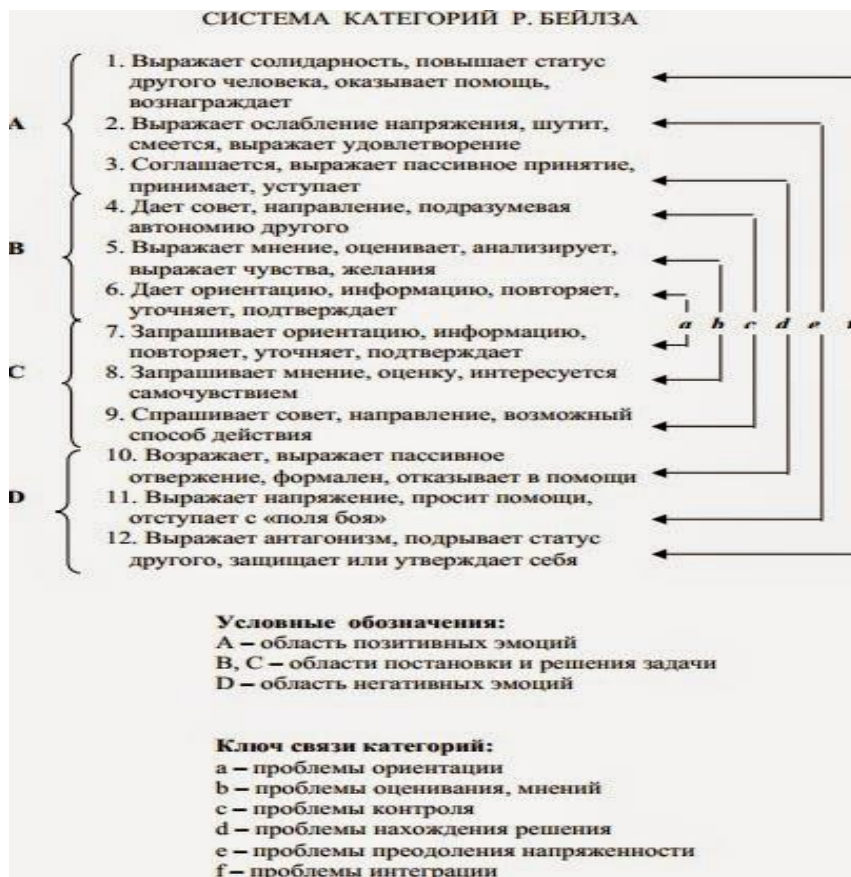 СИСТЕМА КАТЕГОРИЙ Р. БЕЙЛЗА
1. Выражает солидарность, повышает статус
другого человека, оказывает помощь,
вознаграждает
A
2. Выражает ослабление напряжения, шутит,
смеется, выражает удовлетворение
3. Соглашается, выражает пассивное принятие,
принимает, уступает
4. Дает совет, направление, подразумевая
автономию другого
B
5. Выражает мнение, оценивает, анализирует,
выражает чувства, желания
6. Дает ориентацию, информацию, повторяет,
уточняет, подтверждает
a b c d e
7. Запрашивает ориентацию, информацию,
повторяет, уточняет, подтверждает
C
8. Запрашивает мнение, оценку, интересуется
самочувствием
9. Спрашивает совет, направление, возможный
способ действия
10. Возражает, выражает пассивное
отвержение, формален, отказывает в помощи
D
11. Выражает напряжение, просит помощи,
отступает с «поля боя»
12. Выражает антагонизм, подрывает статус
другого, защищает или утверждает себя
Условные обозначения:
A – область позитивных эмоций
B, C – области постановки и решения задачи
D – область негативных эмоций
Ключ связи категорий:
a – проблемы ориентации
b – проблемы оценивания, мнений
c – проблемы контроля
d – проблемы нахождения решения
e – проблемы преодоления напряженности
f – проблемы интеграции